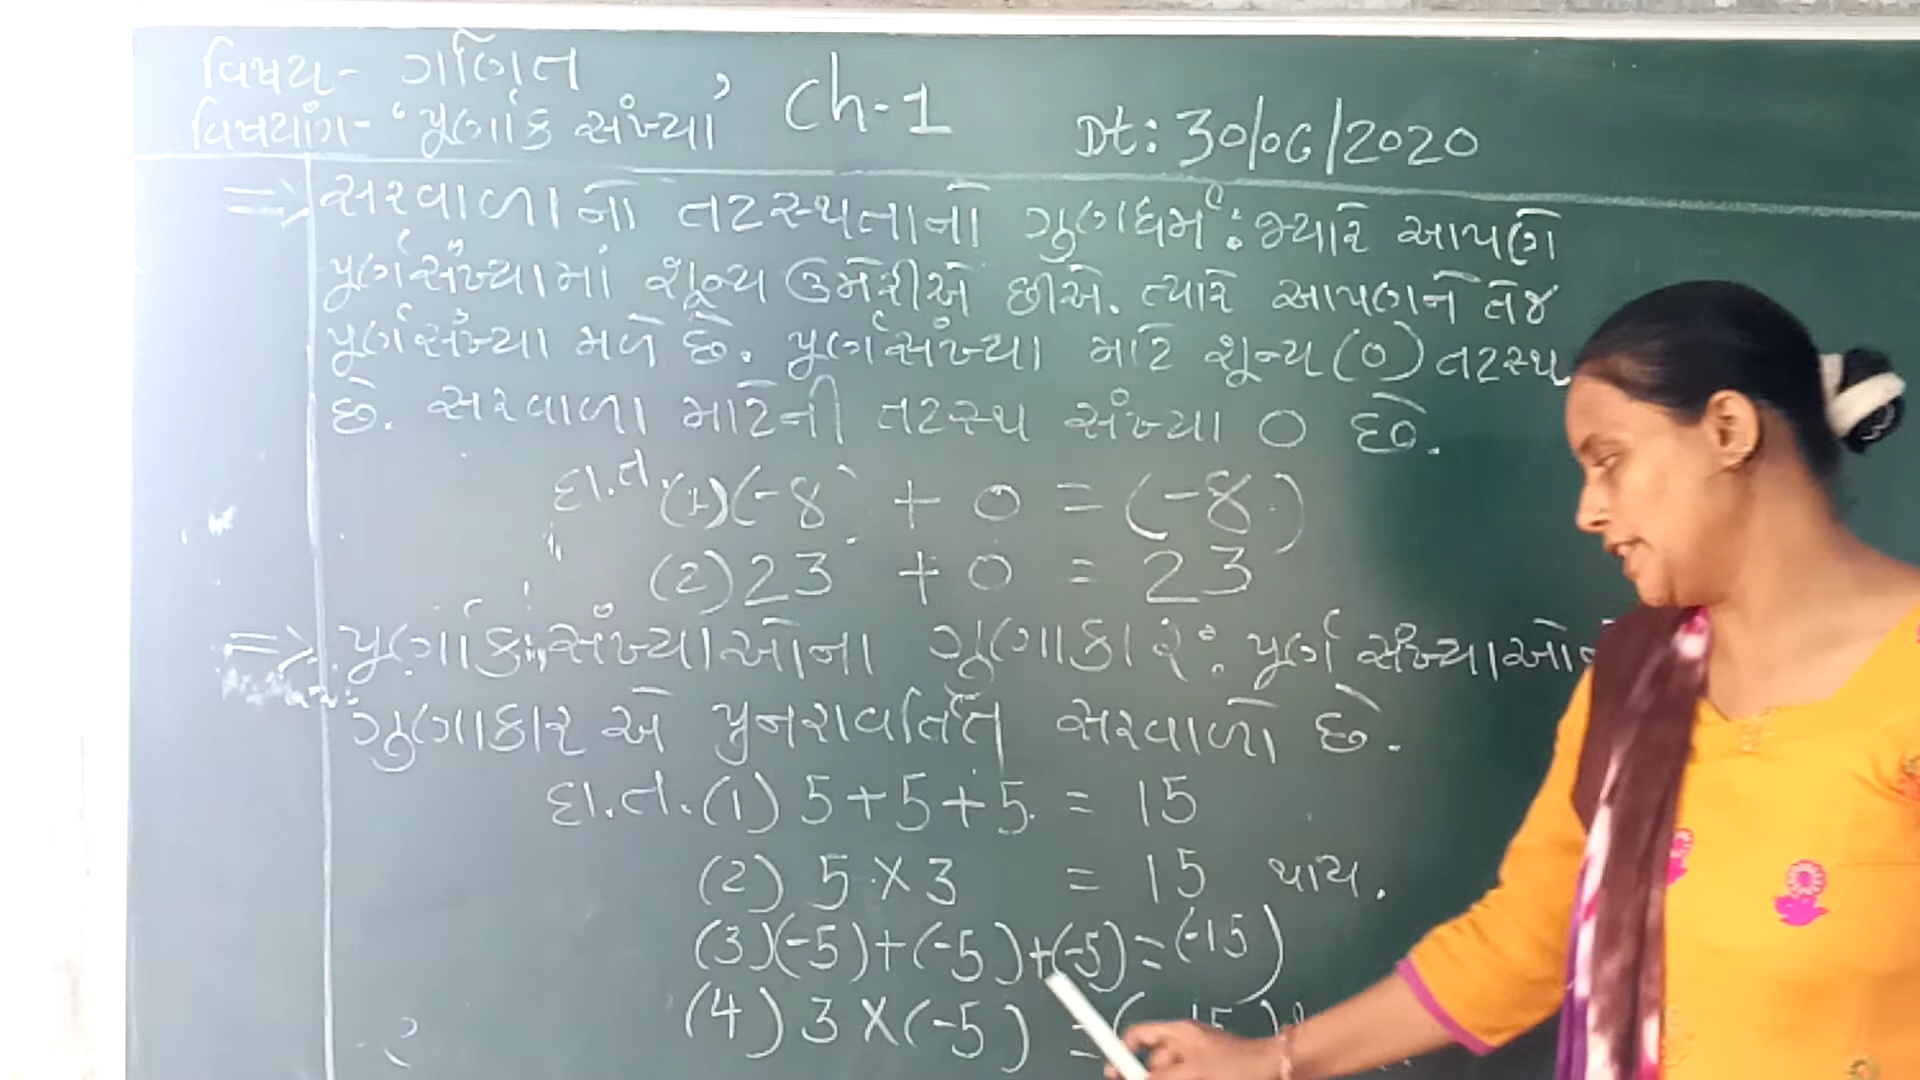 વિષય- ગણિત
વિષયાંગ- ‘પૂર્ણાંક સંખ્યા’ Ch-1
Dt: 30/06/2020
=> સરવાળાનો તટસ્થતાનો ગુણધર્મ: જ્યારે આપણે
પૂર્ણસંખ્યામાં શૂન્ય ઉમેરીએ છીએ. ત્યારે આપણને તેજ
પૂર્ણસંખ્યા મળે છે. પૂર્ણસંખ્યા માટે શૂન્ય (0) તટસ્થ
છે. સરવાળા માટેની તટસ્થ સંખ્યા 0 છે.
દા.ત. (1) (-8) + 0 = (-8)
(2) 23 + 0 = 23
=> પૂર્ણાંક સંખ્યાઓના ગુણાકાર: પૂર્ણ સંખ્યાઓ
ગુણાકાર એ પુનરાવર્તિત સરવાળો છે.
દા.ત. (1) 5+5+5 = 15
(2) 5 × 3 = 15 થાય.
(3) (-5)+(-5)+(-5)=(-15)
(4) 3 × (-5) = (-15)